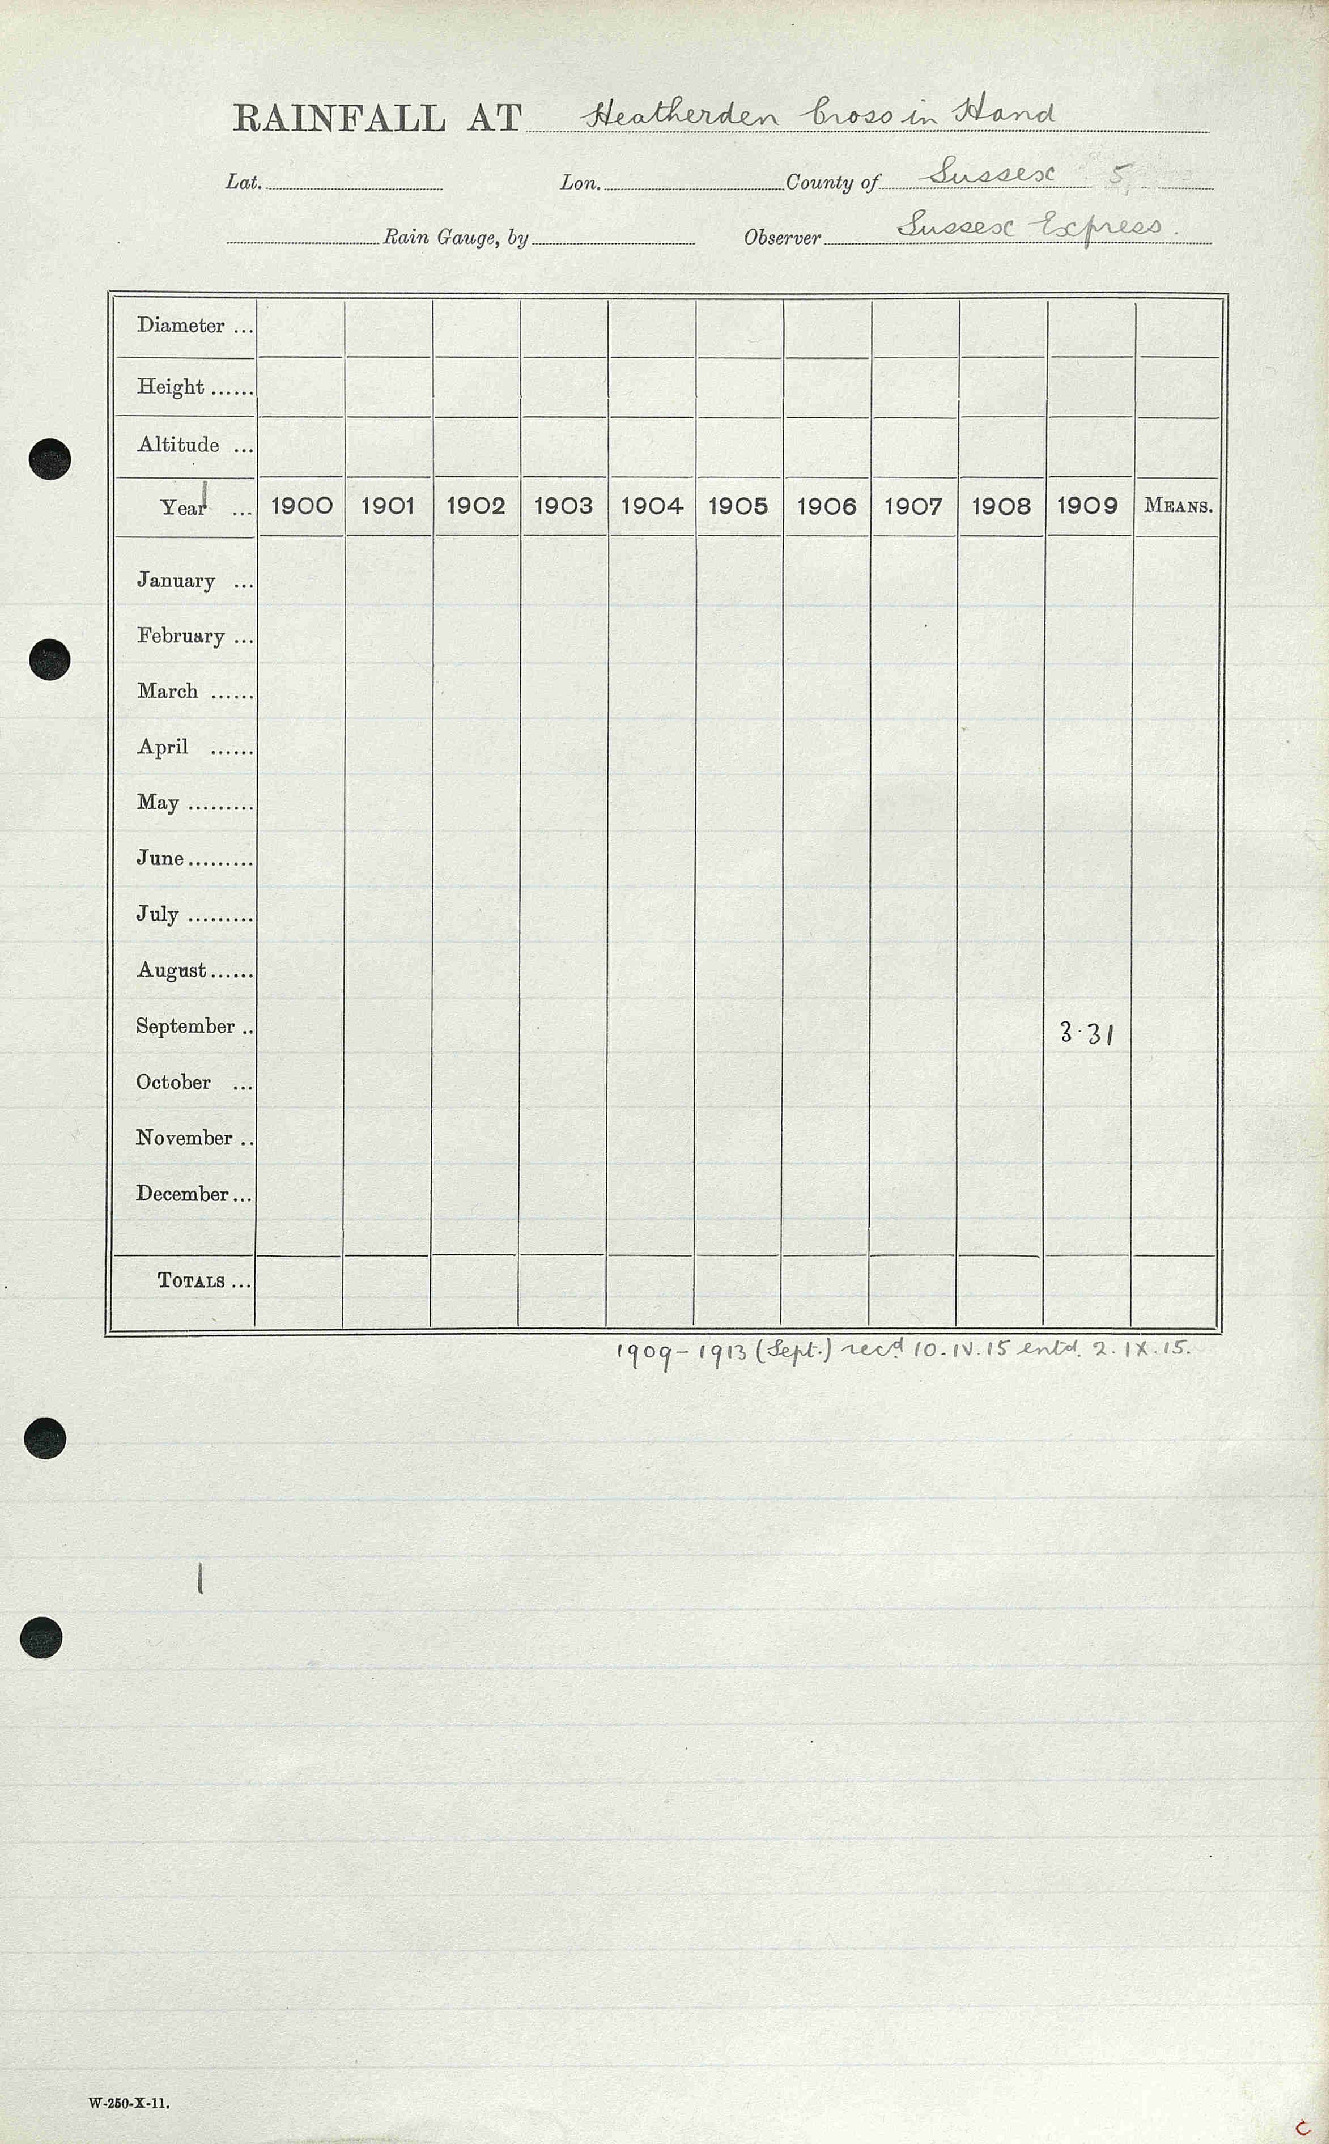 RAINFALL AT Heatherden Cross in Hand
Lat. Lon. County of Sussex 5
Rain Gauge, by Observer Sussex Express.
Diameter ...
Height ......
Altitude ...
Year ... 1900 1901 1902 1903 1904 1905 1906 1907 1908 1909 MEANS.
January ...
February ...
March ......
April ......
May .........
June .........
July .........
August ......
September .. 3.31
October ...
November ..
December ...
TOTALS ...
1909 - 1913 (Sept.) recd. 10.IV.15 entd. 2.IX.15.
W-250-X-11.
C